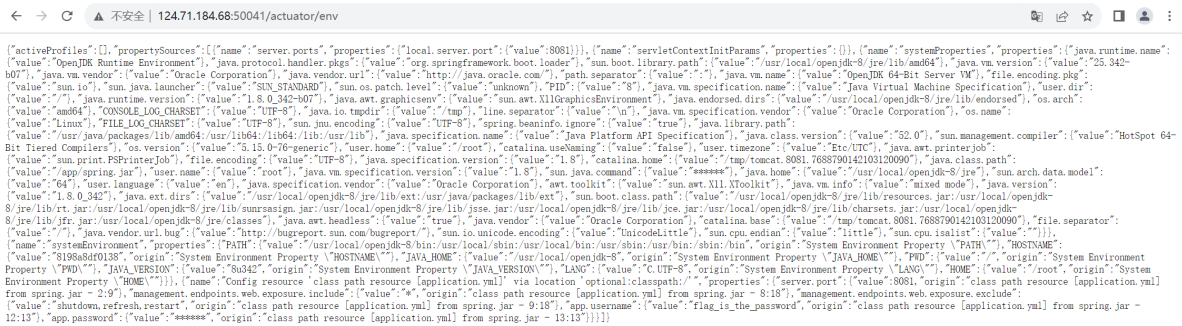 不安全 | 124.71.184.68:50041/actuator/env
{"activeProfiles":[],"propertySources":[{"name":"server.ports","properties":{"local.server.port":{"value":8081}}},{"name":"servletContextInitParams","properties":{}},{"name":"systemProperties","properties":{"java.runtime.name":
{"value":"OpenJDK Runtime Environment"},"java.protocol.handler.pkgs":{"value":"org.springframework.boot.loader"},"sun.boot.library.path":{"value":"/usr/local/openjdk-8/jre/lib/amd64"},"java.vm.version":{"value":"25.342-
b07"},"java.vm.vendor":{"value":"Oracle Corporation"},"java.vendor.url":{"value":"http://java.oracle.com/"},"path.separator":{"value":":"},"java.vm.name":{"value":"OpenJDK 64-Bit Server VM"},"file.encoding.pkg":
{"value":"sun.io"},"sun.java.launcher":{"value":"SUN_STANDARD"},"sun.os.patch.level":{"value":"unknown"},"PID":{"value":"8"},"java.vm.specification.name":{"value":"Java Virtual Machine Specification"},"user.dir":
{"value":"/"},"java.runtime.version":{"value":"1.8.0_342-b07"},"java.awt.graphicsenv":{"value":"sun.awt.X11GraphicsEnvironment"},"java.endorsed.dirs":{"value":"/usr/local/openjdk-8/jre/lib/endorsed"},"os.arch":
{"value":"amd64"},"CONSOLE_LOG_CHARSET":{"value":"UTF-8"},"java.io.tmpdir":{"value":"/tmp"},"line.separator":{"value":"\n"},"java.vm.specification.vendor":{"value":"Oracle Corporation"},"os.name":
{"value":"Linux"},"FILE_LOG_CHARSET":{"value":"UTF-8"},"sun.jnu.encoding":{"value":"UTF-8"},"spring.beaninfo.ignore":{"value":"true"},"java.library.path":
{"value":"/usr/java/packages/lib/amd64:/usr/lib64:/lib64:/lib:/usr/lib"},"java.specification.name":{"value":"Java Platform API Specification"},"java.class.version":{"value":"52.0"},"sun.management.compiler":{"value":"HotSpot 64-
Bit Tiered Compilers"},"os.version":{"value":"5.15.0-76-generic"},"user.home":{"value":"/root"},"catalina.useNaming":{"value":"false"},"user.timezone":{"value":"Etc/UTC"},"java.awt.printerjob":
{"value":"sun.print.PSPrinterJob"},"file.encoding":{"value":"UTF-8"},"java.specification.version":{"value":"1.8"},"catalina.home":{"value":"/tmp/tomcat.8081.7688790142103120090"},"java.class.path":
{"value":"/app/spring.jar"},"user.name":{"value":"root"},"java.vm.specification.version":{"value":"1.8"},"sun.java.command":{"value":"******"},"java.home":{"value":"/usr/local/openjdk-8/jre"},"sun.arch.data.model":
{"value":"64"},"user.language":{"value":"en"},"java.specification.vendor":{"value":"Oracle Corporation"},"awt.toolkit":{"value":"sun.awt.X11.XToolkit"},"java.vm.info":{"value":"mixed mode"},"java.version":
{"value":"1.8.0_342"},"java.ext.dirs":{"value":"/usr/local/openjdk-8/jre/lib/ext:/usr/java/packages/lib/ext"},"sun.boot.class.path":{"value":"/usr/local/openjdk-8/jre/lib/resources.jar:/usr/local/openjdk-
8/jre/lib/rt.jar:/usr/local/openjdk-8/jre/lib/sunrsasign.jar:/usr/local/openjdk-8/jre/lib/jsse.jar:/usr/local/openjdk-8/jre/lib/jce.jar:/usr/local/openjdk-8/jre/lib/charsets.jar:/usr/local/openjdk-
8/jre/lib/jfr.jar:/usr/local/openjdk-8/jre/classes"},"java.awt.headless":{"value":"true"},"java.vendor":{"value":"Oracle Corporation"},"catalina.base":{"value":"/tmp/tomcat.8081.7688790142103120090"},"file.separator":
{"value":"/"},"java.vendor.url.bug":{"value":"http://bugreport.sun.com/bugreport/"},"sun.io.unicode.encoding":{"value":"UnicodeLittle"},"sun.cpu.endian":{"value":"little"},"sun.cpu.isalist":{"value":""}}},
{"name":"systemEnvironment","properties":{"PATH":{"value":"/usr/local/openjdk-8/bin:/usr/local/sbin:/usr/local/bin:/usr/sbin:/usr/bin:/sbin:/bin","origin":"System Environment Property \"PATH\""},"HOSTNAME":
{"value":"8198a8df0138","origin":"System Environment Property \"HOSTNAME\""},"JAVA_HOME":{"value":"/usr/local/openjdk-8","origin":"System Environment Property \"JAVA_HOME\""},"PWD":{"value":"/","origin":"System Environment
Property \"PWD\""},"JAVA_VERSION":{"value":"8u342","origin":"System Environment Property \"JAVA_VERSION\""},"LANG":{"value":"C.UTF-8","origin":"System Environment Property \"LANG\""},"HOME":{"value":"/root","origin":"System
Environment Property \"HOME\""}}},{"name":"Config resource 'class path resource [application.yml]' via location 'optional:classpath:/'","properties":{"server.port":{"value":8081,"origin":"class path resource [application.yml]
from spring.jar - 2:9"},"management.endpoints.web.exposure.include":{"value":"*","origin":"class path resource [application.yml] from spring.jar - 8:18"},"management.endpoints.web.exposure.exclude":
{"value":"shutdown,refresh,restart","origin":"class path resource [application.yml] from spring.jar - 9:18"},"app.username":{"value":"flag_is_the_password","origin":"class path resource [application.yml] from spring.jar -
12:13"},"app.password":{"value":"******","origin":"class path resource [application.yml] from spring.jar - 13:13"}}}]}